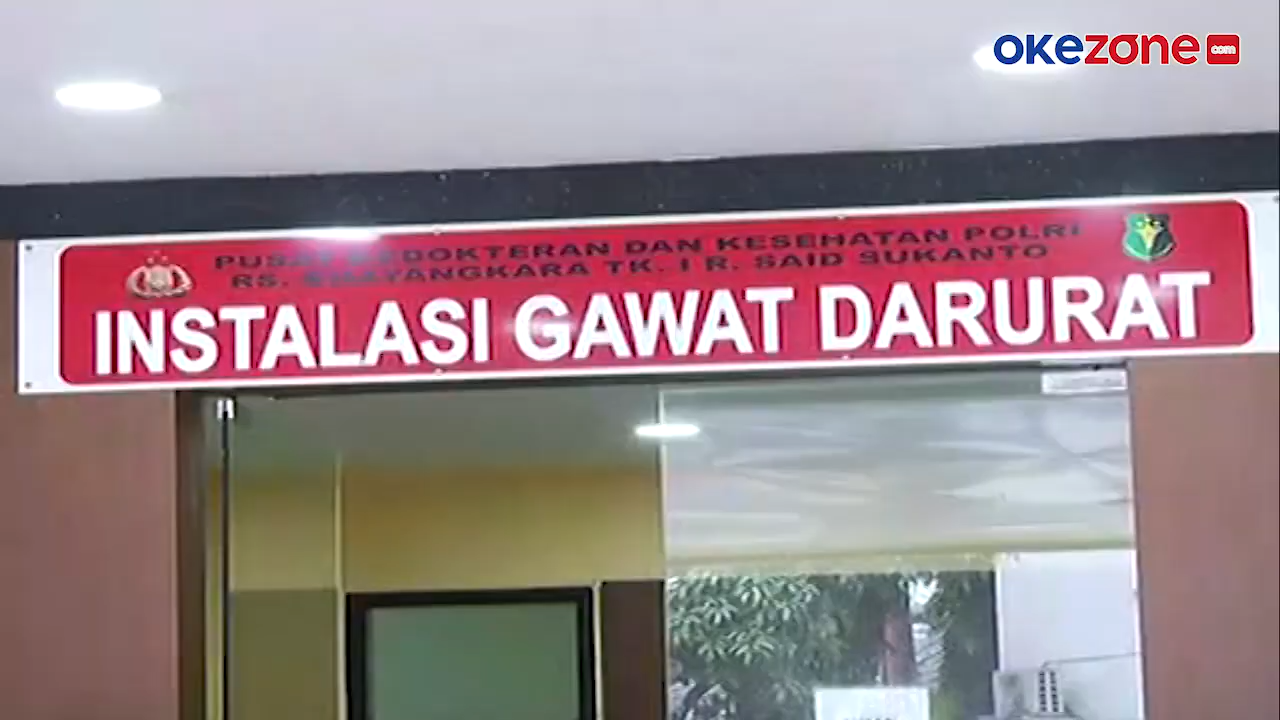 OKEZONE.com
PUSAT KEDOKTERAN DAN KESEHATAN POLRI
RS. BHAYANGKARA TK. I R. SAID SUKANTO
INSTALASI GAWAT DARURAT